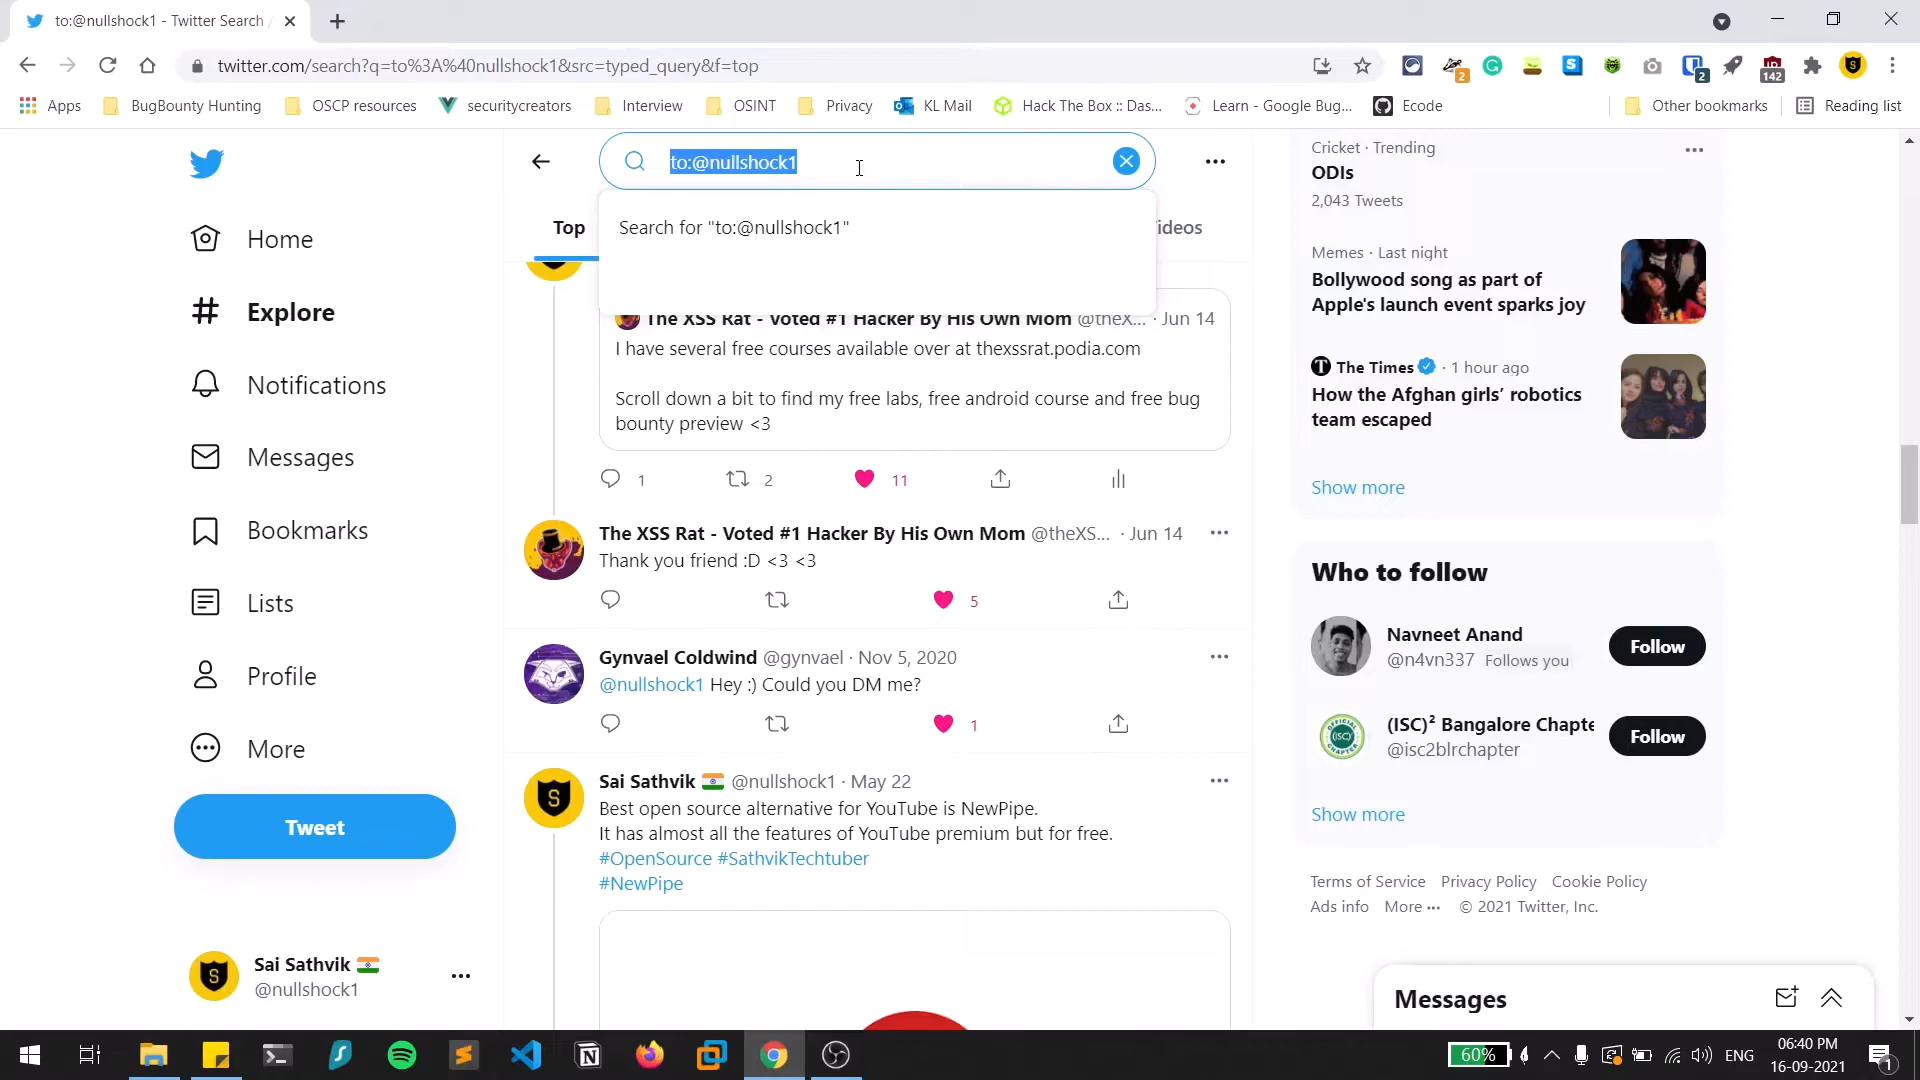 to:@nullshock1 - Twitter Search
twitter.com/search?q=to%3A%40nullshock1&src=typed_query&f=top
2
2
142
Apps
BugBounty Hunting
OSCP resources
securitycreators
Interview
OSINT
Privacy
KL Mail
Hack The Box :: Das...
Learn - Google Bug...
Ecode
Other bookmarks
Reading list
Home
Explore
Notifications
Messages
Bookmarks
Lists
Profile
More
Tweet
Sai Sathvik
@nullshock1
to:@nullshock1
Search for "to:@nullshock1"
Top
ideos
The XSS Rat - Voted #1 Hacker By His Own Mom @theX... · Jun 14
I have several free courses available over at thexssrat.podia.com
Scroll down a bit to find my free labs, free android course and free bug
bounty preview <3
1
2
11
The XSS Rat - Voted #1 Hacker By His Own Mom @theXS... · Jun 14
Thank you friend :D <3 <3
5
Gynvael Coldwind @gynvael · Nov 5, 2020
@nullshock1 Hey :) Could you DM me?
1
Sai Sathvik @nullshock1 · May 22
Best open source alternative for YouTube is NewPipe.
It has almost all the features of YouTube premium but for free.
#OpenSource #SathvikTechtuber
#NewPipe
Cricket · Trending
ODIs
2,043 Tweets
Memes · Last night
Bollywood song as part of
Apple's launch event sparks joy
The Times · 1 hour ago
How the Afghan girls’ robotics
team escaped
Show more
Who to follow
Navneet Anand
@n4vn337 Follows you
Follow
(ISC)² Bangalore Chapte
@isc2blrchapter
Follow
Show more
Terms of Service Privacy Policy Cookie Policy
Ads info More ··· © 2021 Twitter, Inc.
Messages
60%
ENG
06:40 PM
16-09-2021
1